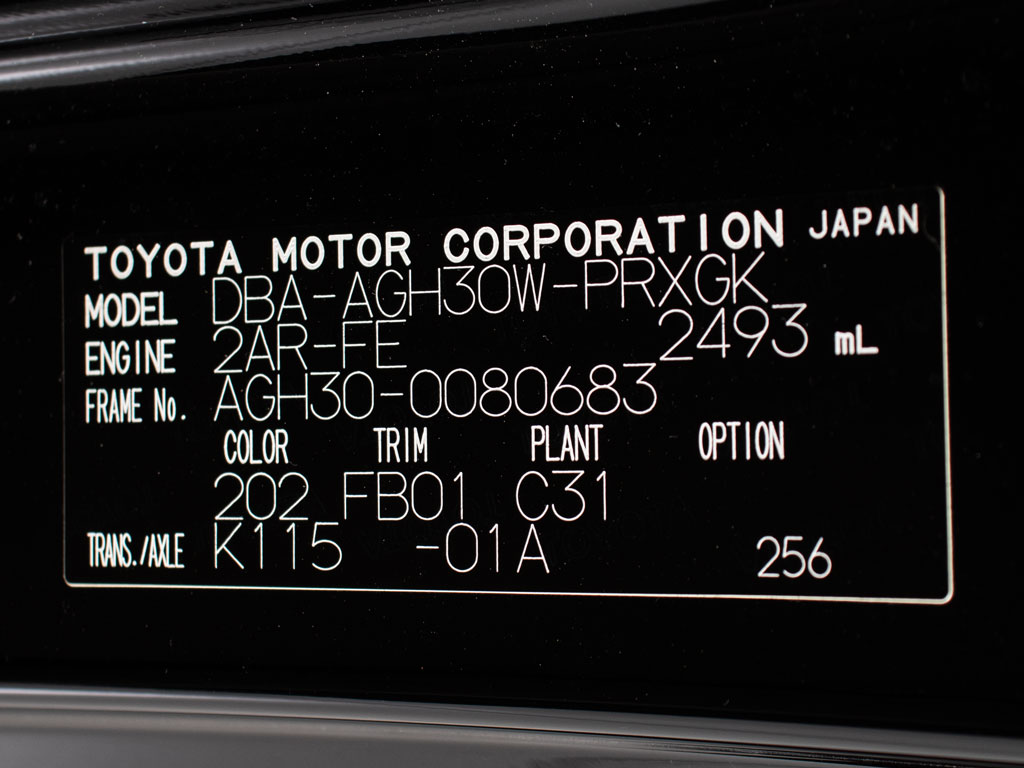 TOYOTA MOTOR CORPORATION JAPAN
MODEL DBA-AGH30W-PRXGK
ENGINE 2AR-FE 2493 mL
FRAME No. AGH30-0080683
COLOR TRIM PLANT OPTION
202 FB01 C31
TRANS./AXLE K115 -01A 256